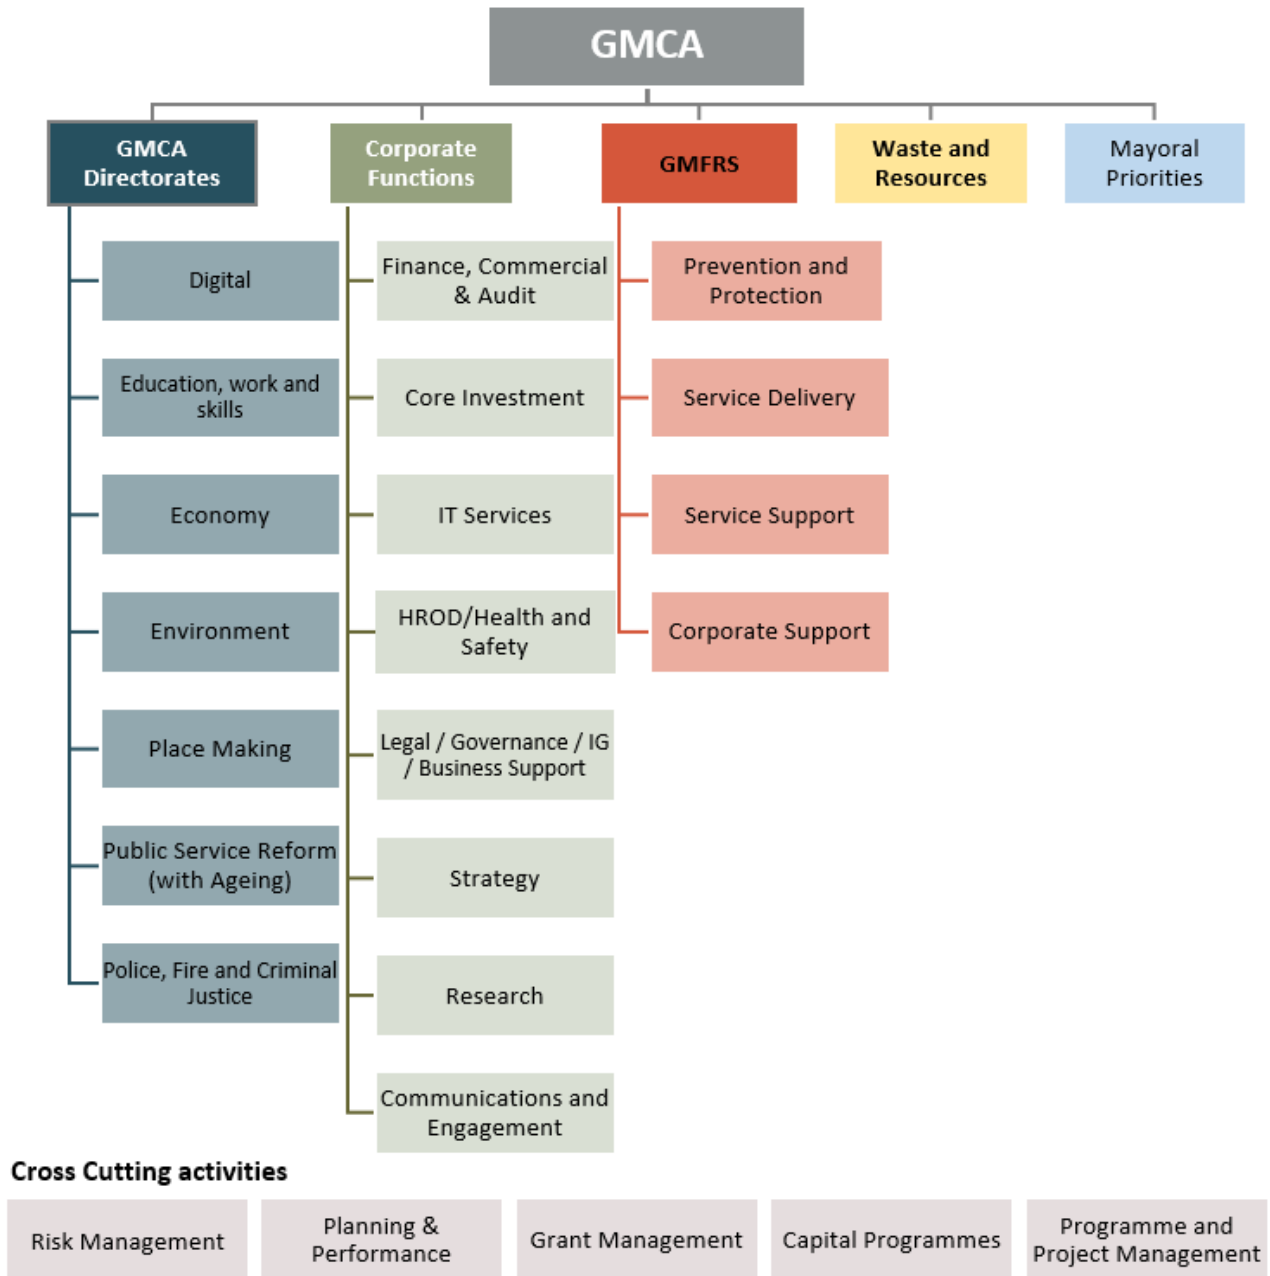 GMCA
GMCA
Directorates
Corporate
Functions
GMFRS
Waste and
Resources
Mayoral
Priorities
Digital
Education, work and
skills
Economy
Environment
Place Making
Public Service Reform
(with Ageing)
Police, Fire and Criminal
Justice
Finance, Commercial
& Audit
Core Investment
IT Services
HROD/Health and
Safety
Legal / Governance / IG
/ Business Support
Strategy
Research
Communications and
Engagement
Prevention and
Protection
Service Delivery
Service Support
Corporate Support
Cross Cutting activities
Risk Management
Planning &
Performance
Grant Management
Capital Programmes
Programme and
Project Management